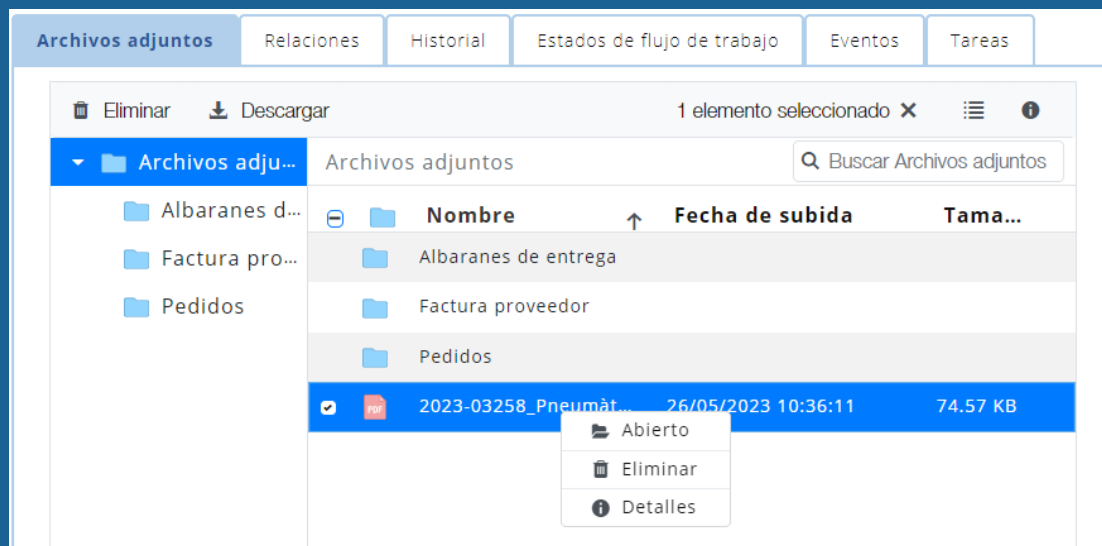 Archivos adjuntos Relaciones Historial Estados de flujo de trabajo Eventos Tareas
Eliminar Descargar 1 elemento seleccionado
Archivos adju... Archivos adjuntos Buscar Archivos adjuntos
Albaranes d... Nombre Fecha de subida Tama...
Albaranes de entrega
Factura pro... Factura proveedor
Pedidos
Pedidos
PDF 2023-03258_Pneumàt... 26/05/2023 10:36:11 74.57 KB
Abierto
Eliminar
Detalles